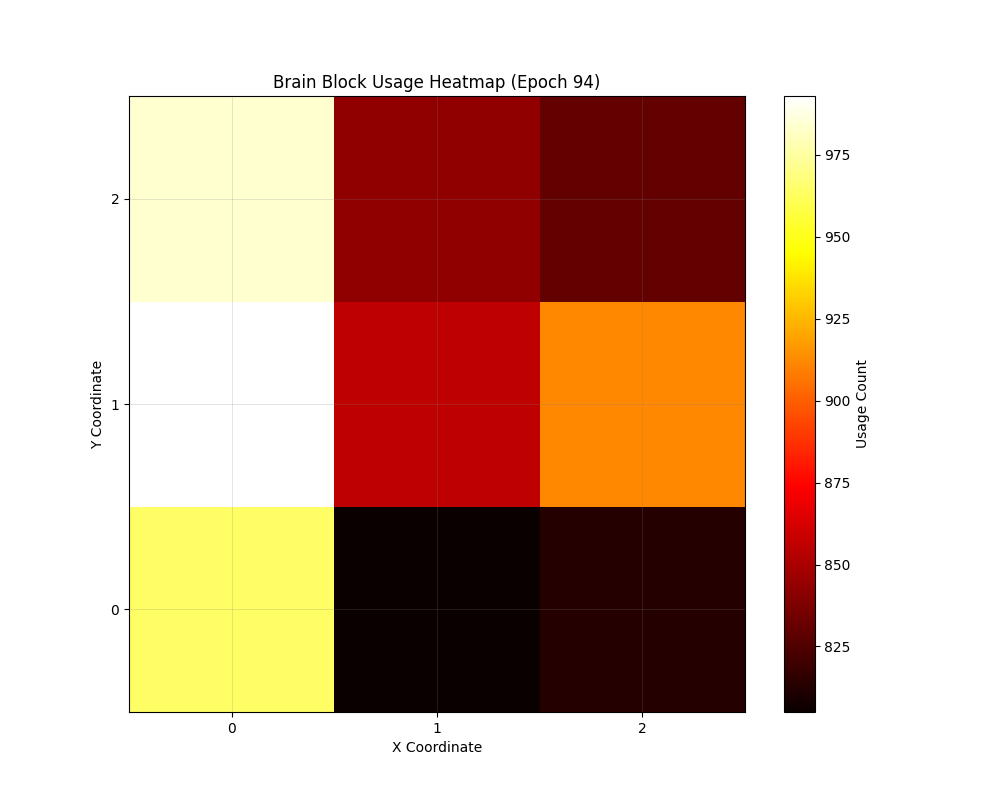 Brain Block Usage Heatmap (Epoch 94)
2
1
0
Y Coordinate
0 1 2
X Coordinate
975
950
925
900
875
850
825
Usage Count